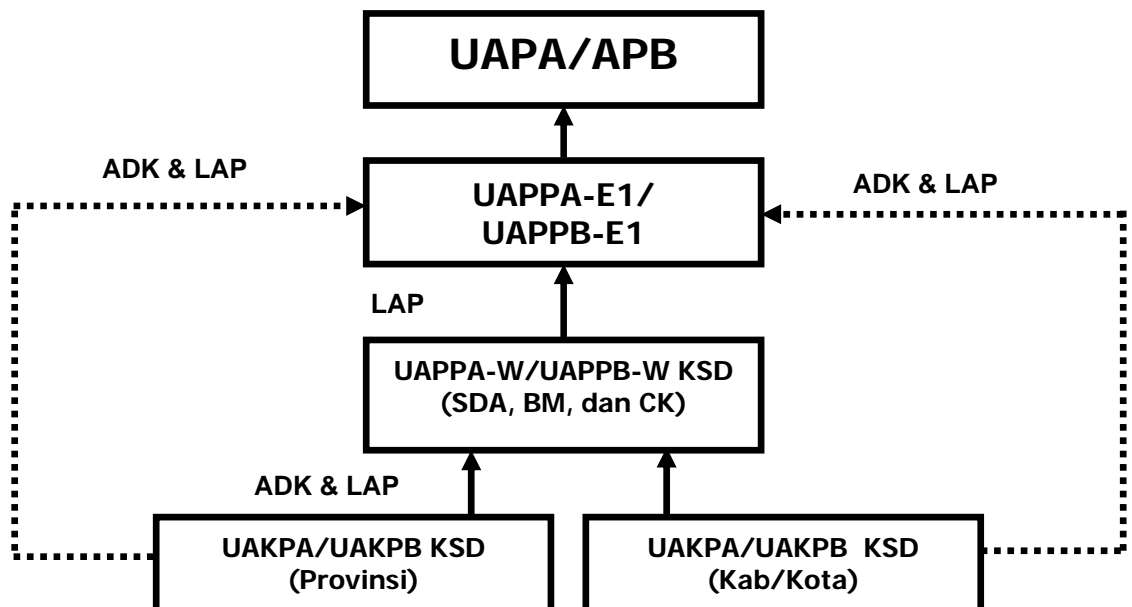 UAPA/APB
ADK & LAP
UAPPA-E1/
UAPPB-E1
ADK & LAP
LAP
UAPPA-W/UAPPB-W KSD
(SDA, BM, dan CK)
ADK & LAP
UAKPA/UAKPB KSD
(Provinsi)
UAKPA/UAKPB KSD
(Kab/Kota)